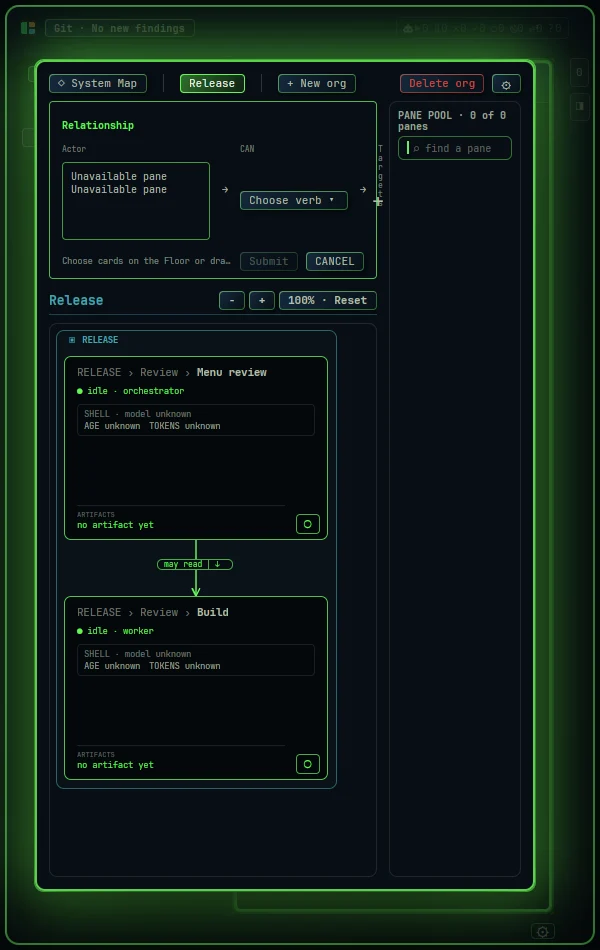 Git · No new findings
◇ System Map
Release
+ New org
Delete org
Relationship
Actor
CAN
Target
Unavailable pane
Unavailable pane
→
Choose verb ▾
→
+
Choose cards on the Floor or dra…
Submit
CANCEL
PANE POOL · 0 of 0 panes
⌕ find a pane
Release
-
+
100% · Reset
▣ RELEASE
RELEASE › Review › Menu review
● idle · orchestrator
SHELL · model unknown
AGE unknown TOKENS unknown
ARTIFACTS
no artifact yet
may read | ↓
RELEASE › Review › Build
● idle · worker
SHELL · model unknown
AGE unknown TOKENS unknown
ARTIFACTS
no artifact yet